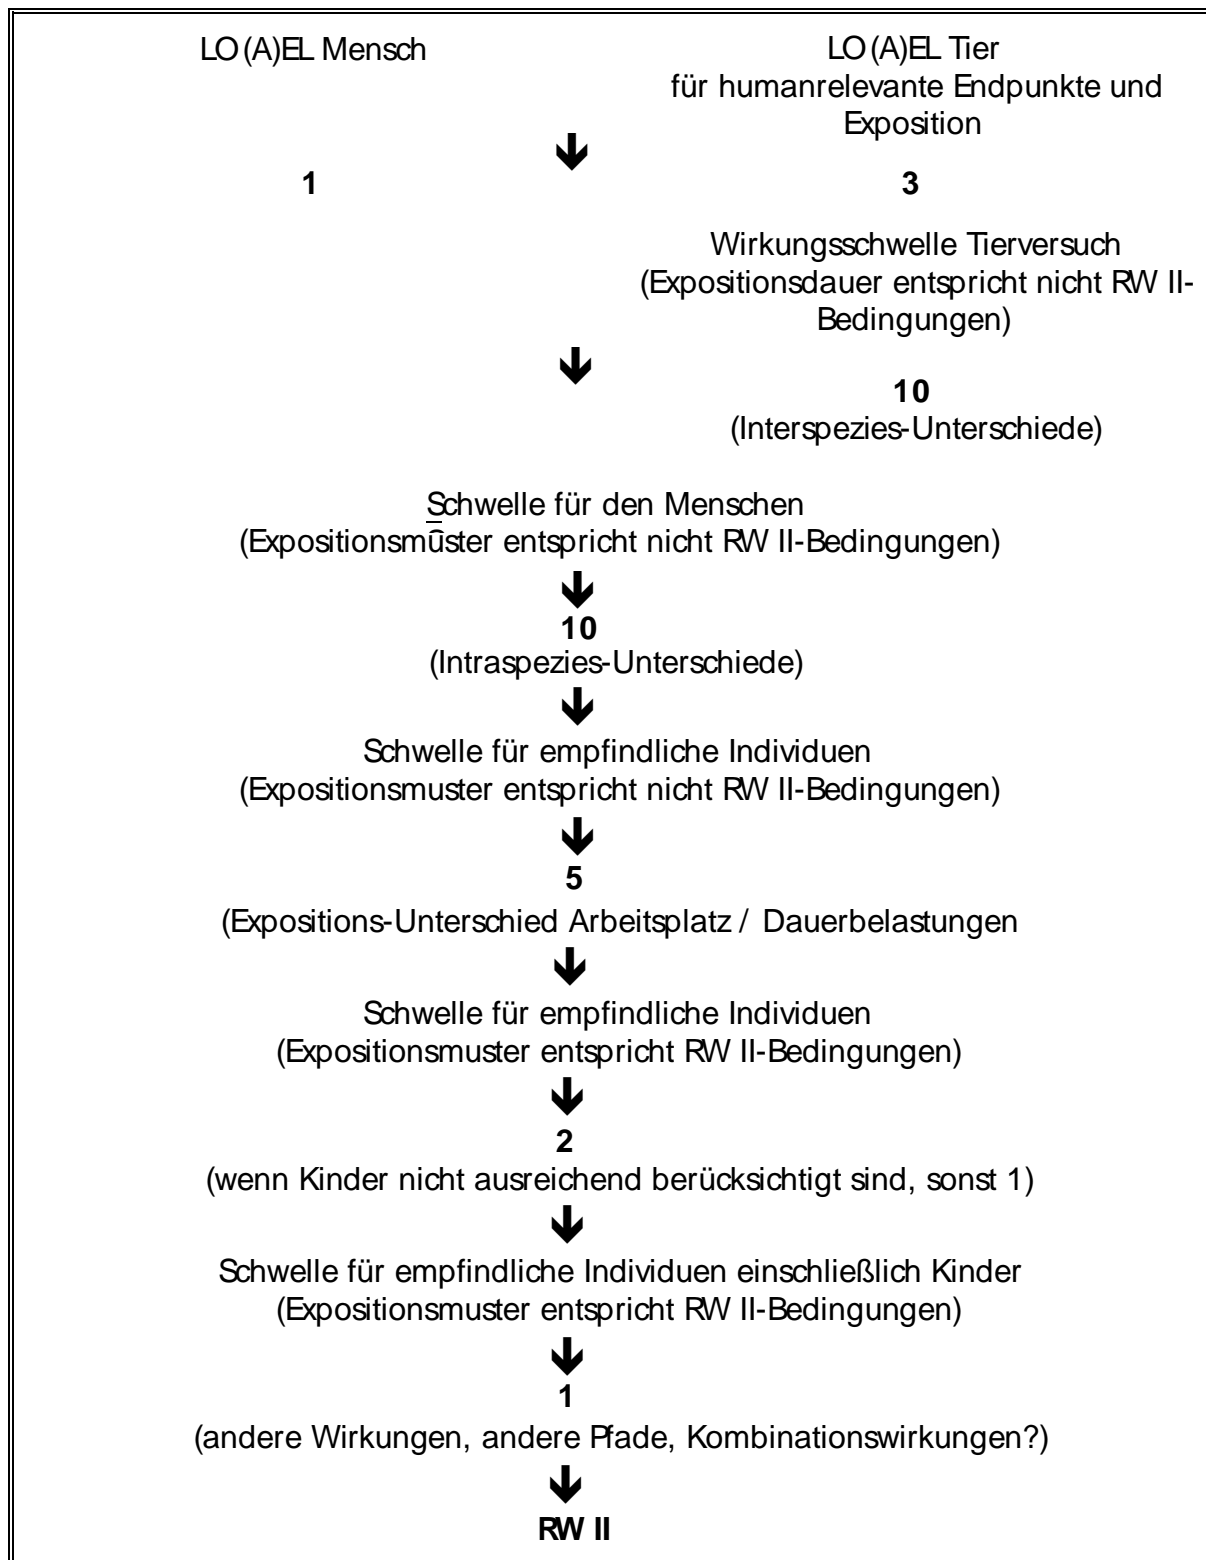 LO(A)EL Mensch
LO(A)EL Tier
für humanrelevante Endpunkte und
Exposition
1
3
Wirkungsschwelle Tierversuch
(Expositionsdauer entspricht nicht RW II-
Bedingungen)
10
(Interspezies-Unterschiede)
Schwelle für den Menschen
(Expositionsmuster entspricht nicht RW II-Bedingungen)
10
(Intraspezies-Unterschiede)
Schwelle für empfindliche Individuen
(Expositionsmuster entspricht nicht RW II-Bedingungen)
5
(Expositions-Unterschied Arbeitsplatz / Dauerbelastungen
Schwelle für empfindliche Individuen
(Expositionsmuster entspricht RW II-Bedingungen)
2
(wenn Kinder nicht ausreichend berücksichtigt sind, sonst 1)
Schwelle für empfindliche Individuen einschließlich Kinder
(Expositionsmuster entspricht RW II-Bedingungen)
1
(andere Wirkungen, andere Pfade, Kombinationswirkungen?)
RW II